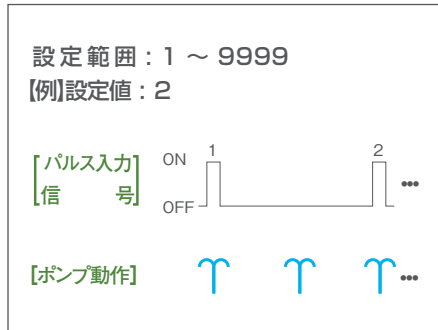 設定範囲：1 ～ 9999
【例】設定値：2
1 2
[パルス入力 ON
信 号] OFF …
[ポンプ動作] …